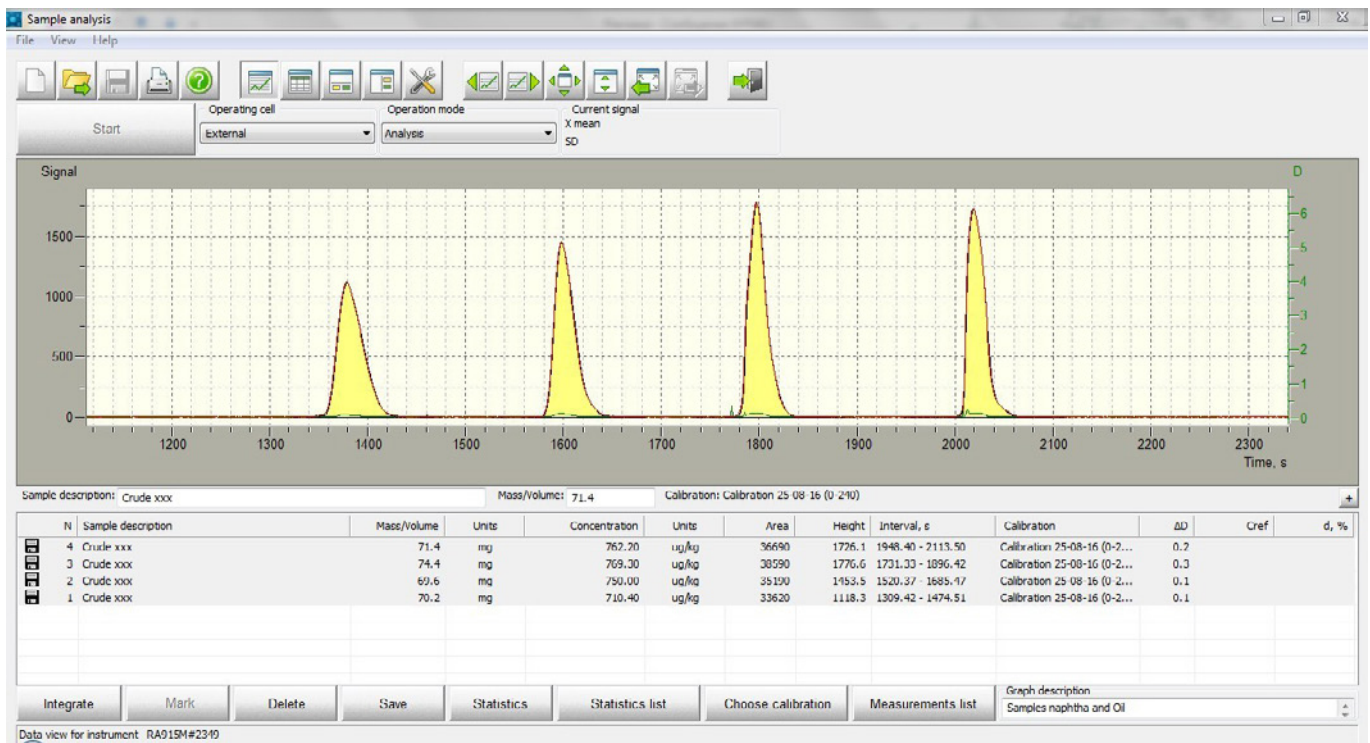 Sample analysis
File View Help
Start
Operating cell
External
Operation mode
Analysis
Current signal
X mean
SD
Signal
D
1500
1000
500
0
6
5
4
3
2
1
0
1200 1300 1400 1500 1600 1700 1800 1900 2000 2100 2200 2300
Time, s
Sample description: Crude xxx Mass/Volume: 71.4 Calibration: Calibration 25-08-16 (0-240) +
N Sample description Mass/Volume Units Concentration Units Area Height Interval, s Calibration ΔD Cref d, %
4 Crude xxx 71.4 mg 762.20 ug/kg 36690 1726.1 1948.40 - 2113.50 Calibration 25-08-16 (0-2... 0.2
3 Crude xxx 74.4 mg 769.30 ug/kg 38590 1776.6 1731.33 - 1896.42 Calibration 25-08-16 (0-2... 0.3
2 Crude xxx 69.6 mg 750.00 ug/kg 35190 1453.5 1520.37 - 1685.47 Calibration 25-08-16 (0-2... 0.1
1 Crude xxx 70.2 mg 710.40 ug/kg 33620 1118.3 1309.42 - 1474.51 Calibration 25-08-16 (0-2... 0.1
Integrate Mark Delete Save Statistics Statistics list Choose calibration Measurements list
Graph description
Samples naphtha and Oil
Data view for instrument RA915M#2349